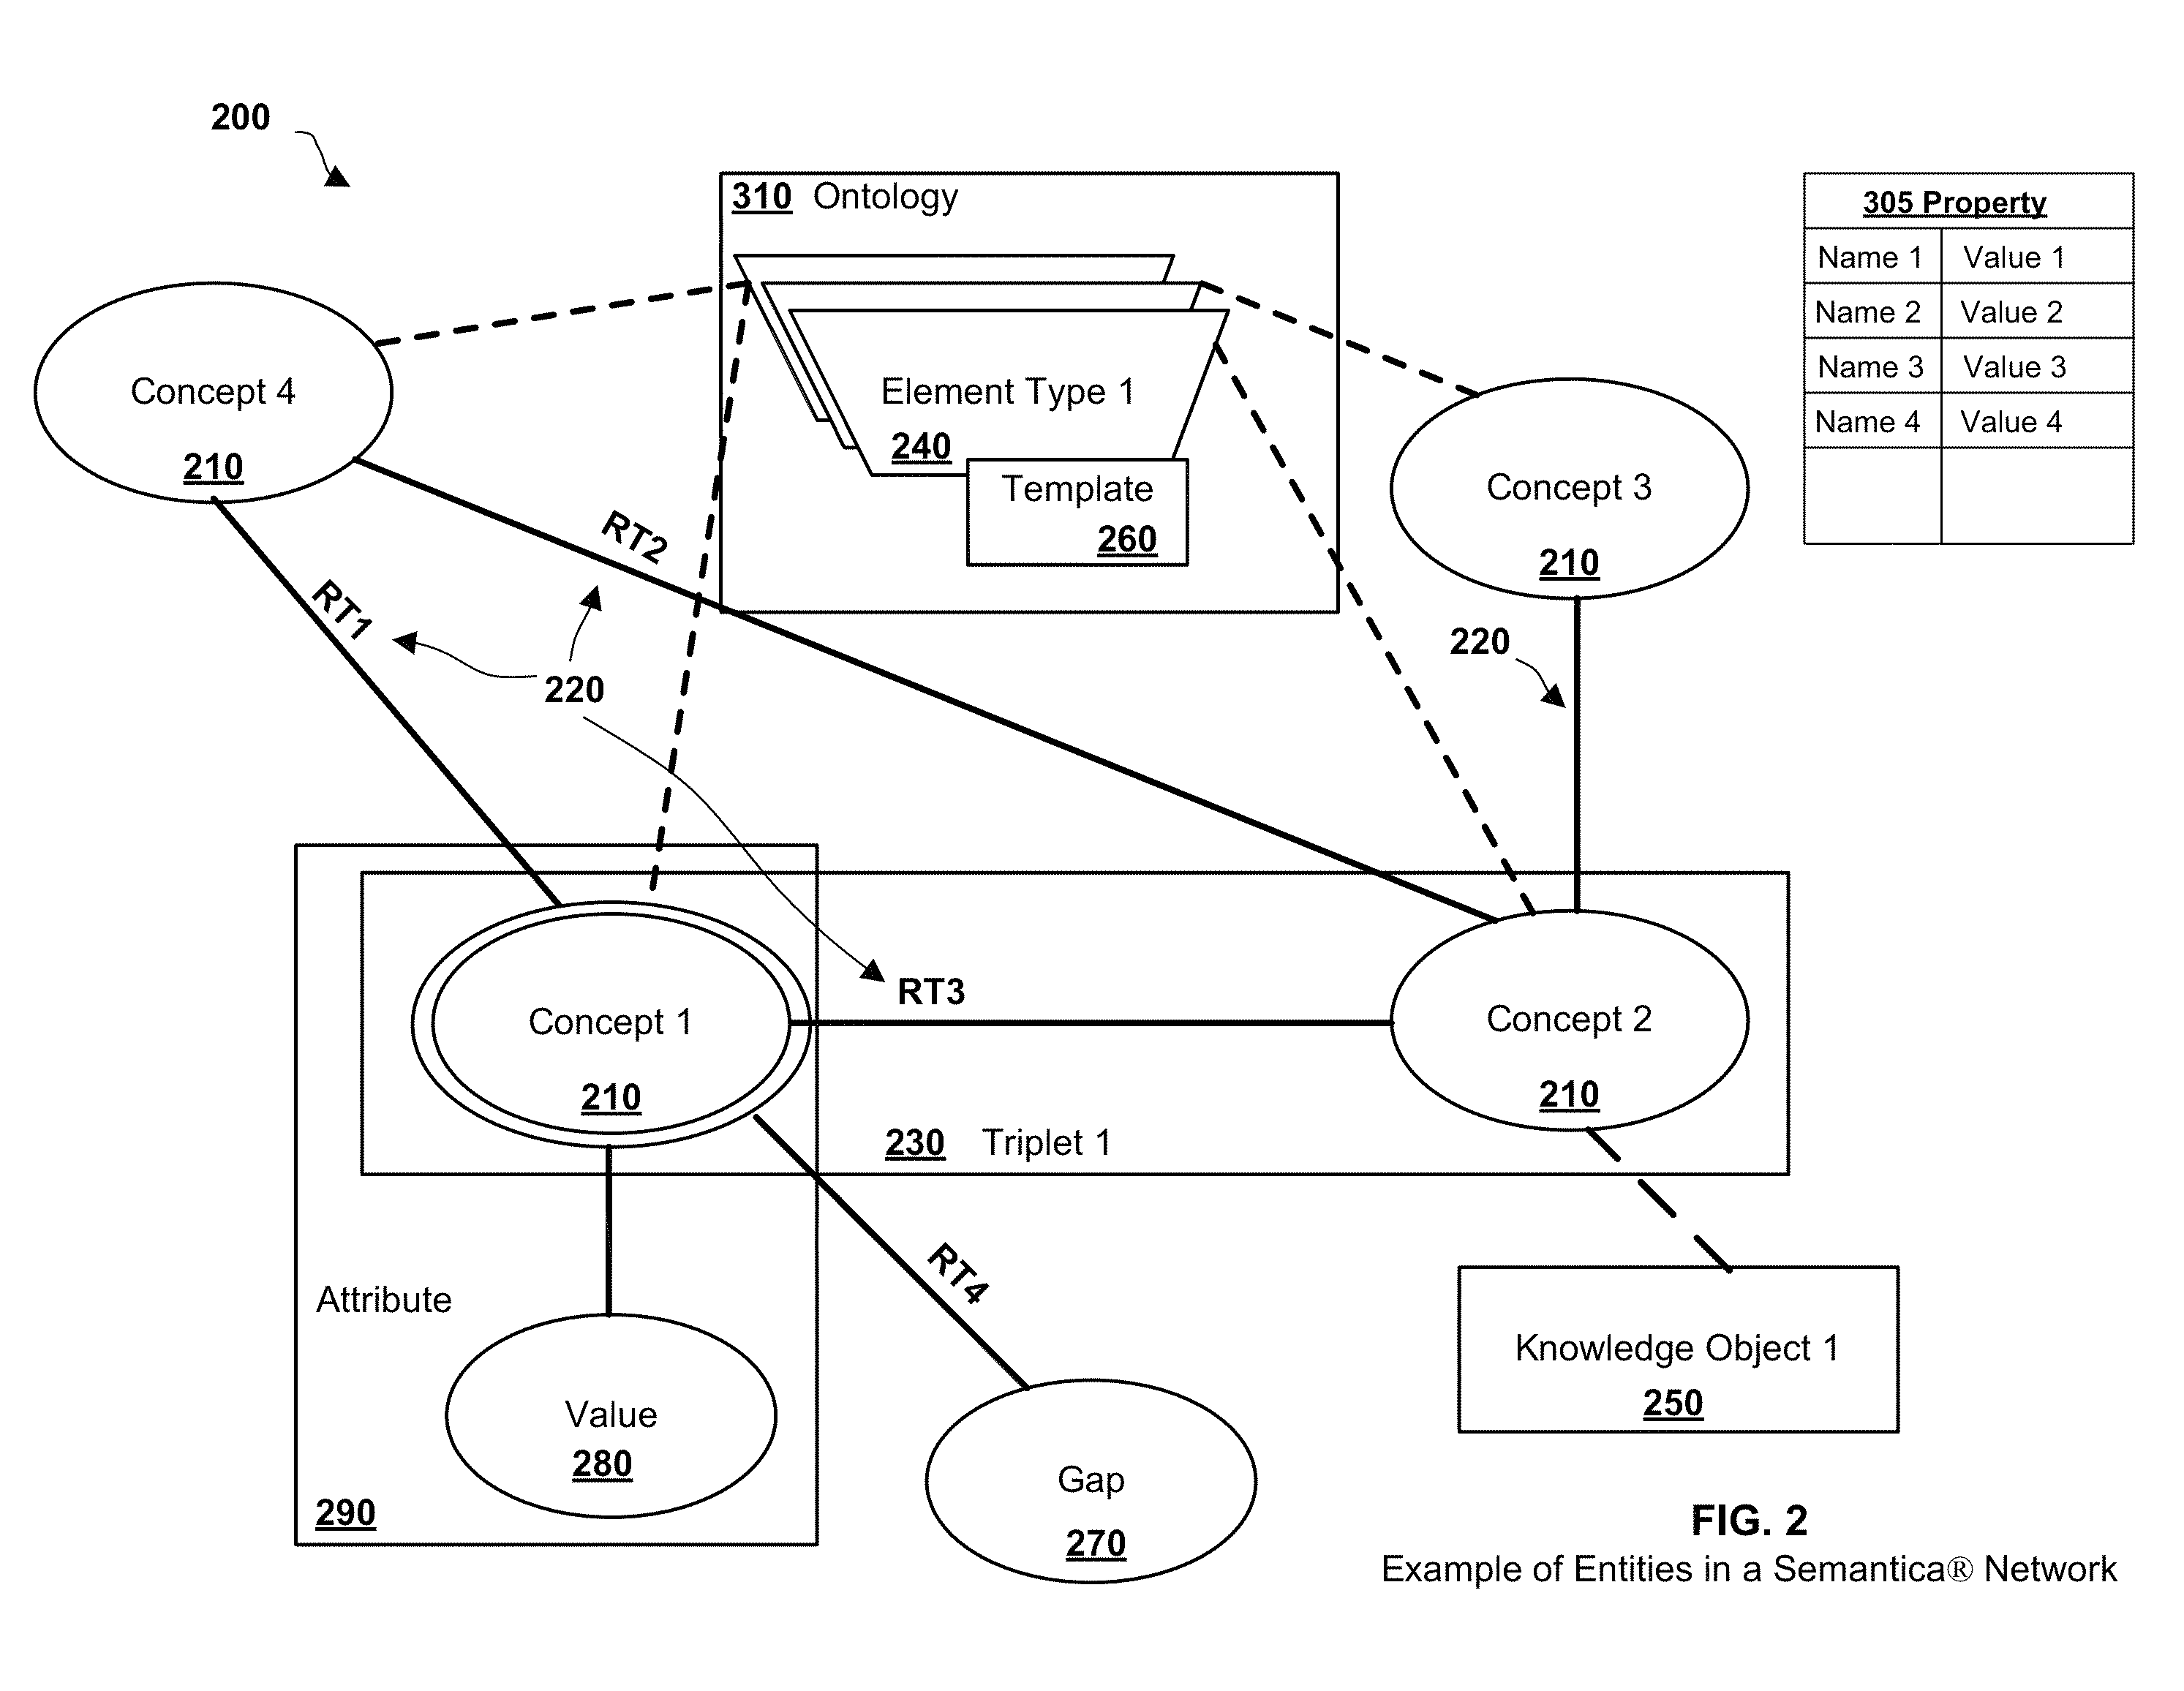 200
310 Ontology
305 Property
Name 1 Value 1
Name 2 Value 2
Name 3 Value 3
Name 4 Value 4
Concept 4
210
Element Type 1
240
Template
260
Concept 3
210
RT2
RT1
220
220
Concept 1
210
RT3
Concept 2
210
230 Triplet 1
RT4
Attribute
Value
280
290
Gap
270
Knowledge Object 1
250
FIG. 2
Example of Entities in a Semantica® Network